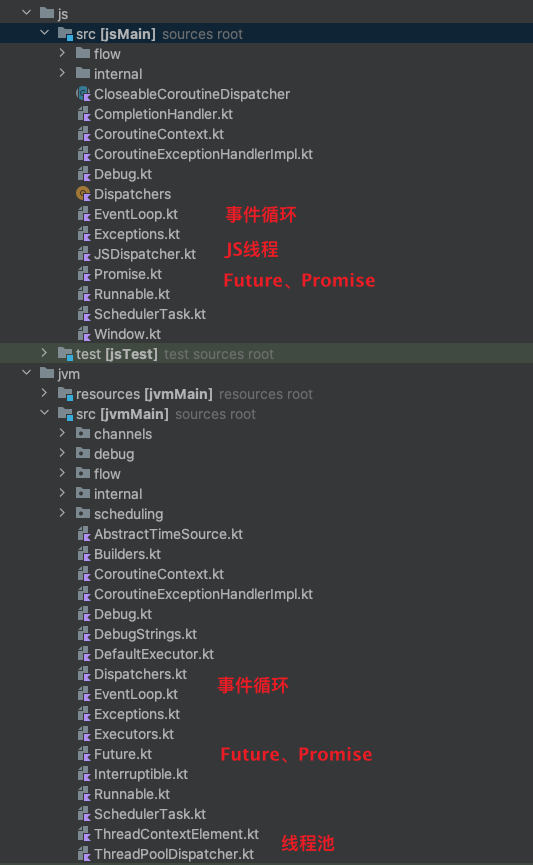 js
src [jsMain] sources root
flow
internal
CloseableCoroutineDispatcher
CompletionHandler.kt
CoroutineContext.kt
CoroutineExceptionHandlerImpl.kt
Debug.kt
Dispatchers
EventLoop.kt 事件循环
Exceptions.kt
JSDispatcher.kt JS线程
Promise.kt Future、Promise
Runnable.kt
SchedulerTask.kt
Window.kt
test [jsTest] test sources root
jvm
resources [jvmMain] resources root
src [jvmMain] sources root
channels
debug
flow
internal
scheduling
AbstractTimeSource.kt
Builders.kt
CoroutineContext.kt
CoroutineExceptionHandlerImpl.kt
Debug.kt
DebugStrings.kt
DefaultExecutor.kt
Dispatchers.kt
EventLoop.kt 事件循环
Exceptions.kt
Executors.kt
Future.kt Future、Promise
Interruptible.kt
Runnable.kt
SchedulerTask.kt
ThreadContextElement.kt
ThreadPoolDispatcher.kt 线程池